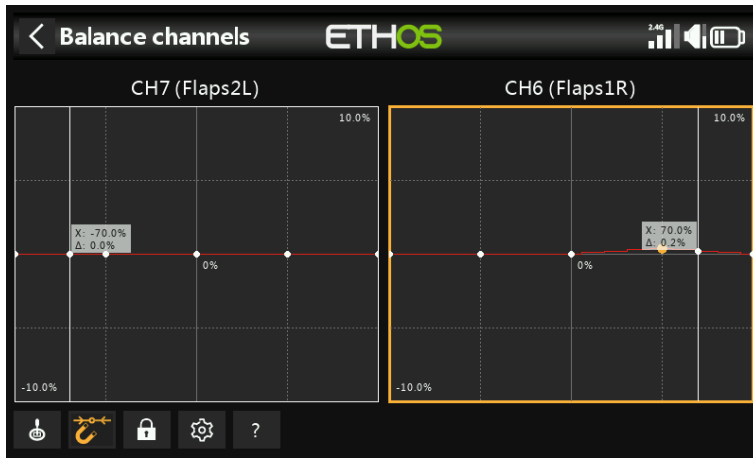 Balance channels
ETHOS
2.4G
CH7 (Flaps2L)
CH6 (Flaps1R)
10.0%
10.0%
X: -70.0%
Δ: 0.0%
X: 70.0%
Δ: 0.2%
0%
0%
-10.0%
-10.0%
?